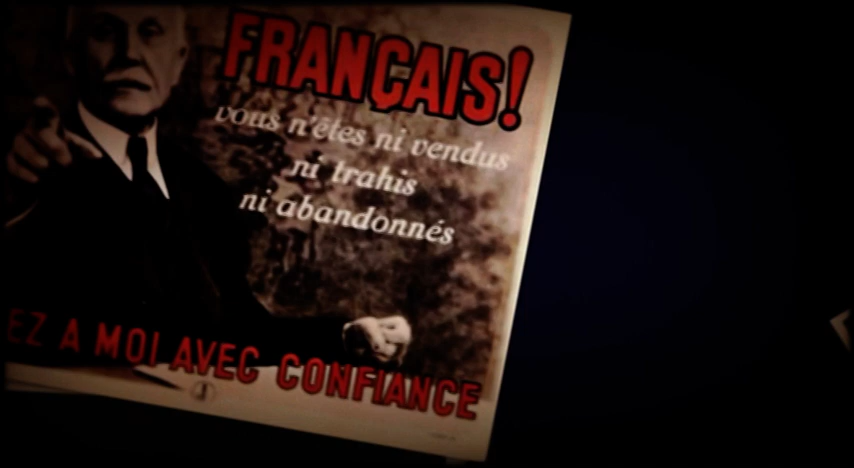 FRANÇAIS!
vous n'êtes ni vendus
ni trahis
ni abandonnés
EZ A MOI AVEC CONFIANCE